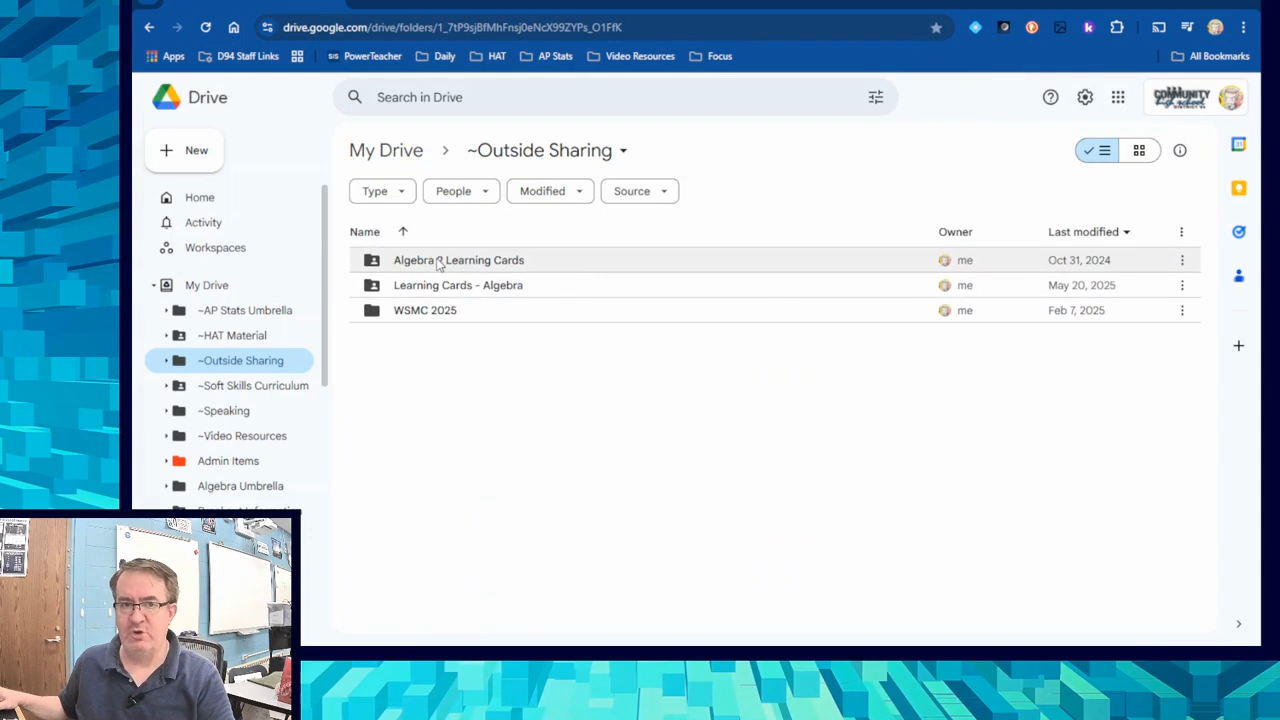 drive.google.com/drive/folders/1_7tP9sjBfMhFnsj0eNcX99ZYPs_O1FfK
Apps
D94 Staff Links
SIS PowerTeacher
Daily
HAT
AP Stats
Video Resources
Focus
All Bookmarks
Drive
Search in Drive
COMMUNITY
New
My Drive
~Outside Sharing
Type
People
Modified
Source
Home
Activity
Workspaces
My Drive
~AP Stats Umbrella
~HAT Material
~Outside Sharing
~Soft Skills Curriculum
~Speaking
~Video Resources
Admin Items
Algebra Umbrella
Name
Owner
Last modified
Algebra 2 Learning Cards
me
Oct 31, 2024
Learning Cards - Algebra
me
May 20, 2025
WSMC 2025
me
Feb 7, 2025